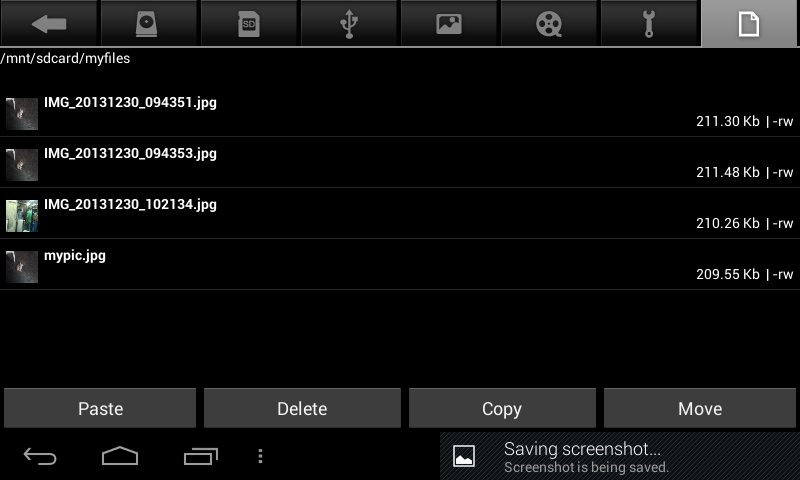 SD
/mnt/sdcard/myfiles
IMG_20131230_094351.jpg
211.30 Kb | -rw
IMG_20131230_094353.jpg
211.48 Kb | -rw
IMG_20131230_102134.jpg
210.26 Kb | -rw
mypic.jpg
209.55 Kb | -rw
Paste Delete Copy Move
Saving screenshot...
Screenshot is being saved.